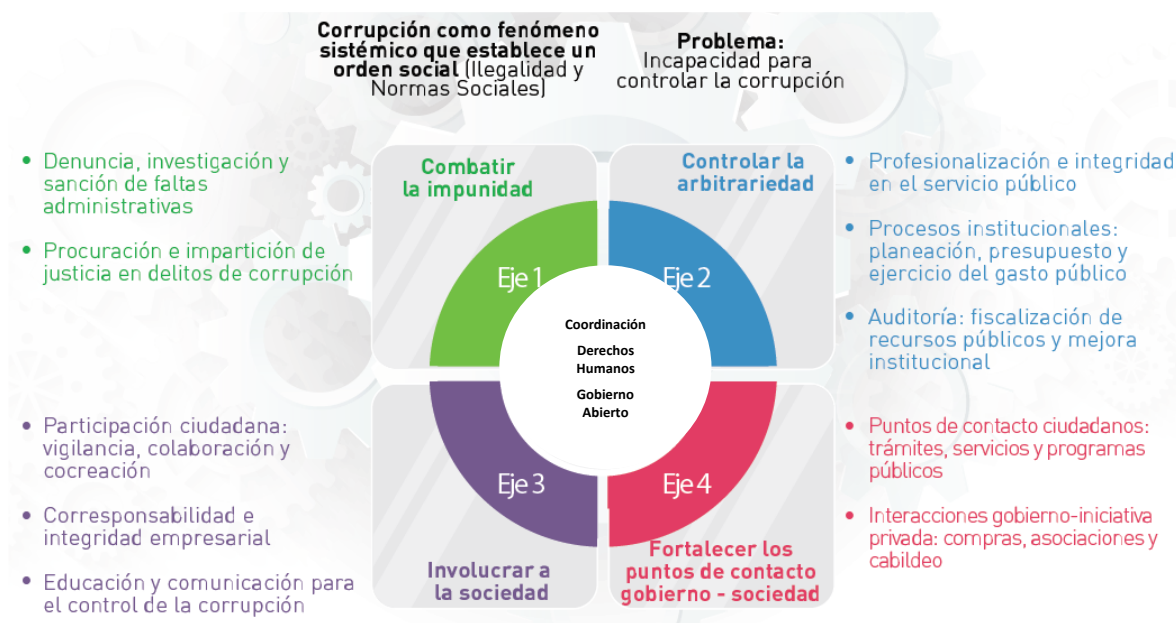 Corrupción como fenómeno
sistémico que establece un
orden social (Ilegalidad y
Normas Sociales)
Problema:
Incapacidad para
controlar la corrupción
• Denuncia, investigación y
sanción de faltas
administrativas
• Procuración e impartición de
justicia en delitos de corrupción
Combatir
la impunidad
Eje 1
Controlar la
arbitrariedad
Eje 2
• Profesionalización e integridad
en el servicio público
• Procesos institucionales:
planeación, presupuesto y
ejercicio del gasto público
• Auditoría: fiscalización de
recursos públicos y mejora
institucional
Coordinación
Derechos
Humanos
Gobierno
Abierto
• Participación ciudadana:
vigilancia, colaboración y
cocreación
• Corresponsabilidad e
integridad empresarial
• Educación y comunicación para
el control de la corrupción
Eje 3
Involucrar a
la sociedad
Eje 4
Fortalecer los
puntos de contacto
gobierno - sociedad
• Puntos de contacto ciudadanos:
trámites, servicios y programas
públicos
• Interacciones gobierno-iniciativa
privada: compras, asociaciones y
cabildeo